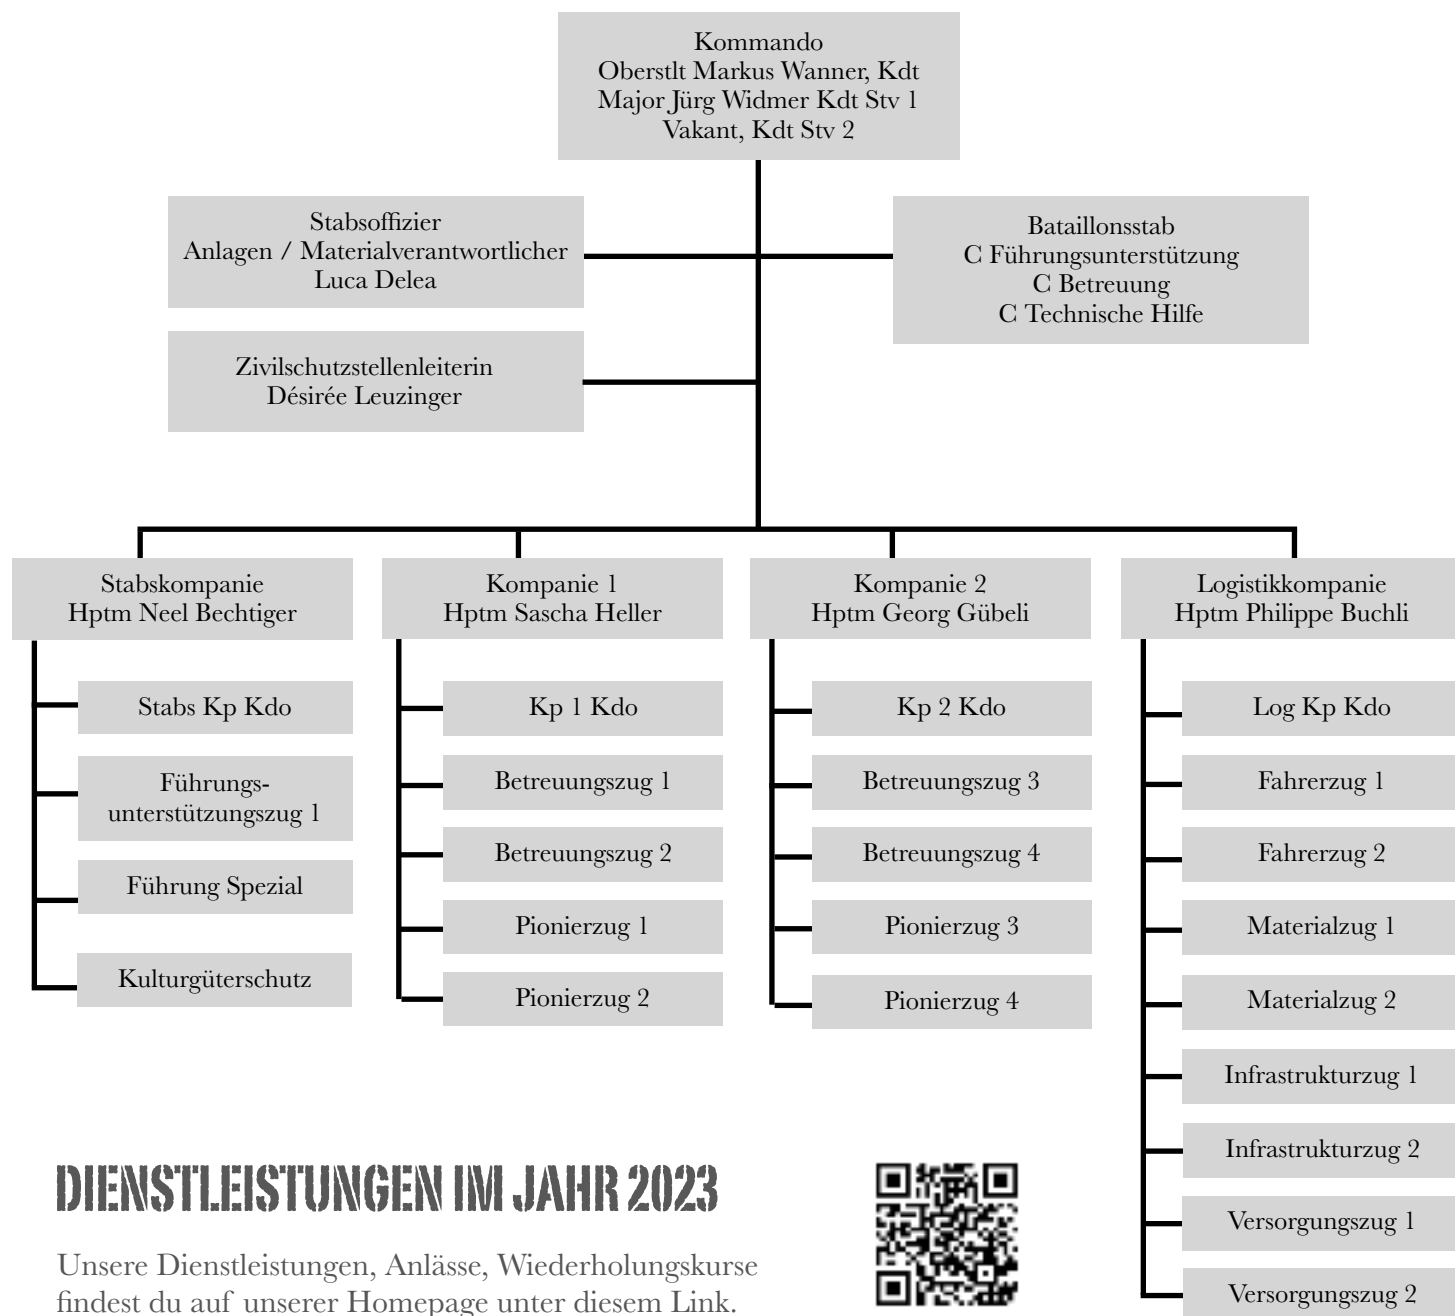 Kommando
Oberstlt Markus Wanner, Kdt
Major Jürg Widmer Kdt Stv 1
Vakant, Kdt Stv 2
Stabsoffizier
Anlagen / Materialverantwortlicher
Luca Delea
Bataillonsstab
C Führungsunterstützung
C Betreuung
C Technische Hilfe
Zivilschutzstellenleiterin
Désirée Leuzinger
Stabskompanie
Hptm Neel Bechtiger
Stabs Kp Kdo
Führungs-
unterstützungszug 1
Führung Spezial
Kulturgüterschutz
Kompanie 1
Hptm Sascha Heller
Kp 1 Kdo
Betreuungszug 1
Betreuungszug 2
Pionierzug 1
Pionierzug 2
Kompanie 2
Hptm Georg Gübeli
Kp 2 Kdo
Betreuungszug 3
Betreuungszug 4
Pionierzug 3
Pionierzug 4
Logistikkompanie
Hptm Philippe Buchli
Log Kp Kdo
Fahrerzug 1
Fahrerzug 2
Materialzug 1
Materialzug 2
Infrastrukturzug 1
Infrastrukturzug 2
Versorgungszug 1
Versorgungszug 2
DIENSTLEISTUNGEN IM JAHR 2023
Unsere Dienstleistungen, Anlässe, Wiederholungskurse
findest du auf unserer Homepage unter diesem Link.